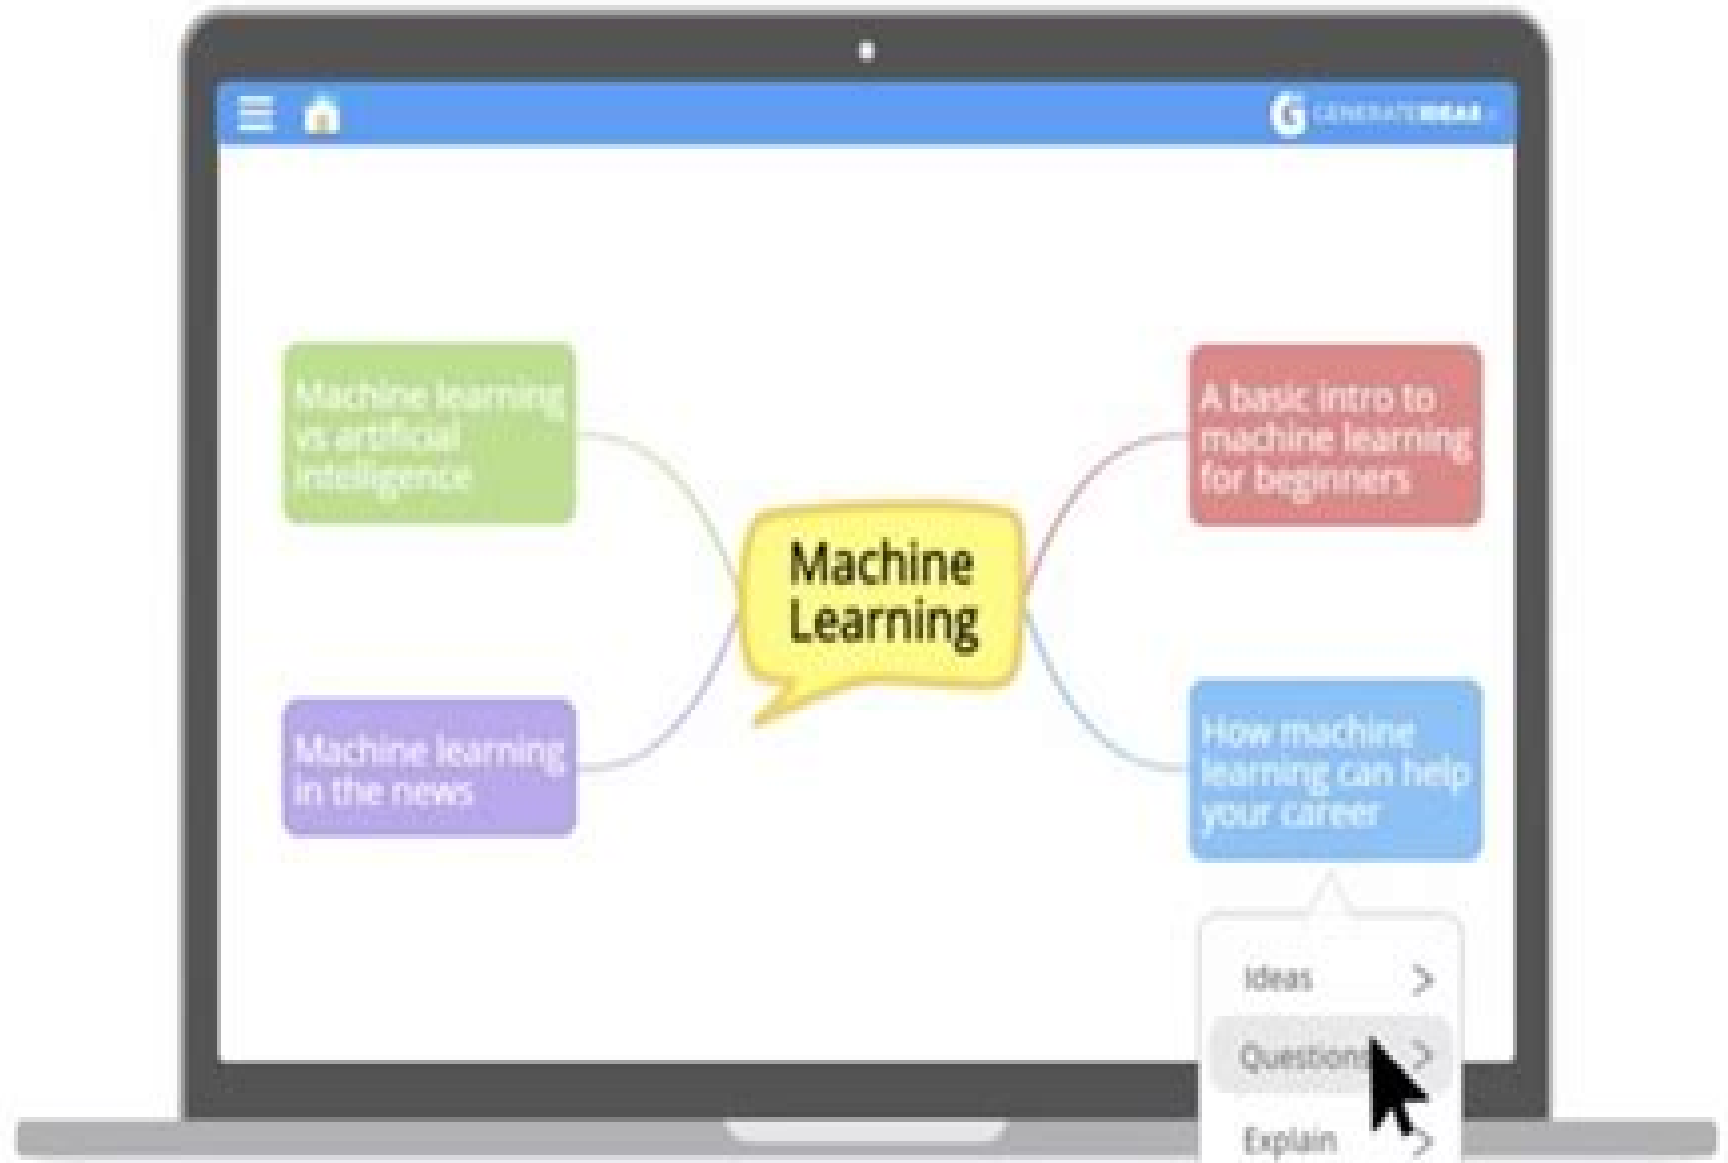 GENERATEIDEAS
Machine learning
vs artificial
intelligence
A basic intro to
machine learning
for beginners
Machine
Learning
Machine learning
in the news
How machine
learning can help
your career
Ideas
Questions
Explain